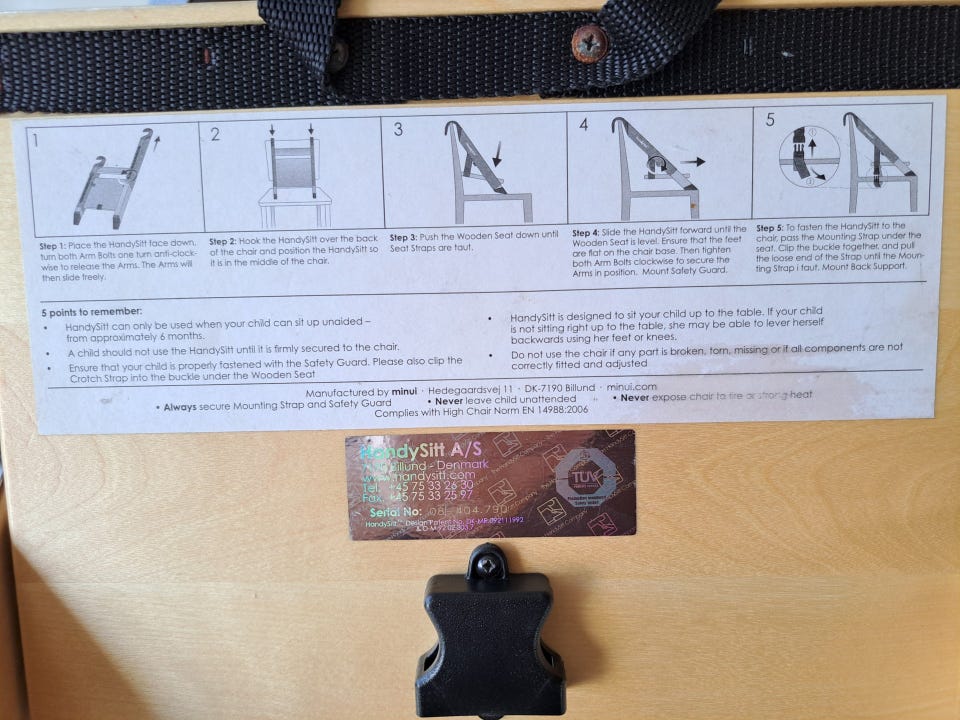 1
2
3
4
5
Step 1: Place the HandySitt face down,
turn both Arm Bolts one turn anti-clock-
wise to release the Arms. The Arms will
then slide freely.
Step 2: Hook the HandySitt over the back
of the chair and position the HandySitt so
it is in the middle of the chair.
Step 3: Push the Wooden Seat down until
Seat Straps are taut.
Step 4: Slide the HandySitt forward until the
Wooden Seat is level. Ensure that the feet
are flat on the chair base. Then tighten
both Arm Bolts clockwise to secure the
Arms in position. Mount Safety Guard.
Step 5: To fasten the HandySitt to the
chair, pass the Mounting Strap under the
seat. Clip the buckle together, and pull
the loose end of the Strap until the Moun-
ting Strap i taut. Mount Back Support.
5 points to remember:
• HandySitt can only be used when your child can sit up unaided –
from approximately 6 months.
• A child should not use the HandySitt until it is firmly secured to the chair.
• Ensure that your child is properly fastened with the Safety Guard. Please also clip the
Crotch Strap into the buckle under the Wooden Seat
• HandySitt is designed to sit your child up to the table. If your child
is not sitting right up to the table, she may be able to lever herself
backwards using her feet or knees.
• Do not use the chair if any part is broken, torn, missing or if all components are not
correctly fitted and adjusted
Manufactured by minui · Hedegaardsvej 11 · DK-7190 Billund · minui.com
• Always secure Mounting Strap and Safety Guard • Never leave child unattended • Never expose chair to fire or strong heat
Complies with High Chair Norm EN 14988:2006
HandySitt A/S
Billund - Denmark
www.handysitt.com
Tel. +45 75 33 26 30
Fax. +45 75 33 25 97
Serial No: 08 - 404.790
HandySitt™ Design Patent No. DK-MR 092111992
TÜV